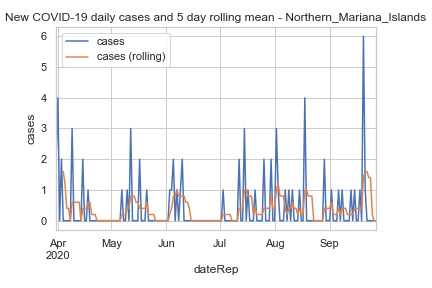 New COVID-19 daily cases and 5 day rolling mean - Northern_Mariana_Islands
cases
cases (rolling)
6
5
4
3
2
1
0
cases
Apr May Jun Jul Aug Sep
2020
dateRep